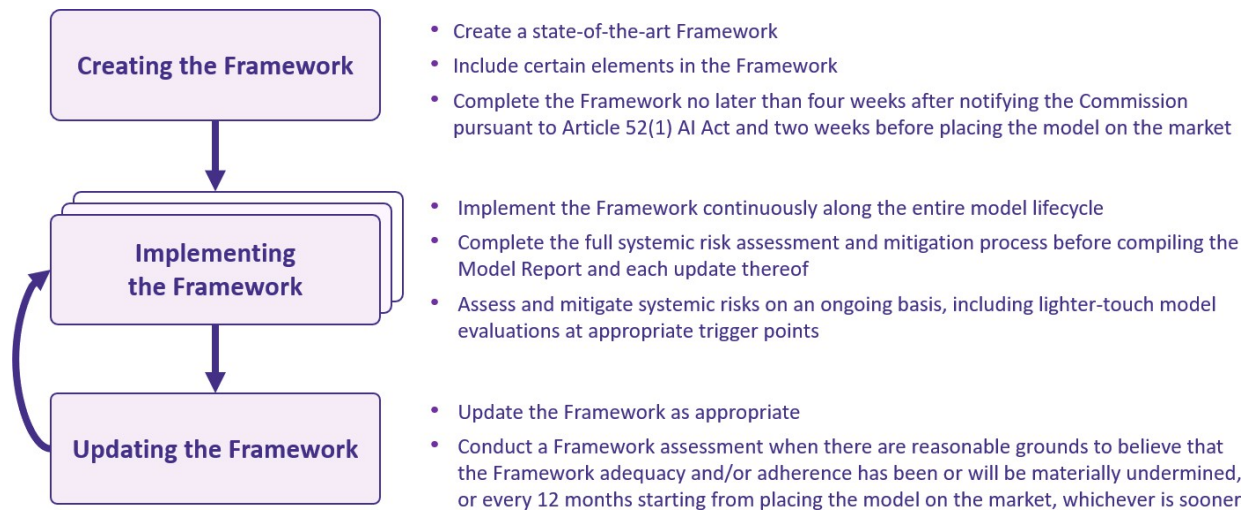 Creating the Framework
• Create a state-of-the-art Framework
• Include certain elements in the Framework
• Complete the Framework no later than four weeks after notifying the Commission
pursuant to Article 52(1) AI Act and two weeks before placing the model on the market
Implementing
the Framework
• Implement the Framework continuously along the entire model lifecycle
• Complete the full systemic risk assessment and mitigation process before compiling the
Model Report and each update thereof
• Assess and mitigate systemic risks on an ongoing basis, including lighter-touch model
evaluations at appropriate trigger points
Updating the Framework
• Update the Framework as appropriate
• Conduct a Framework assessment when there are reasonable grounds to believe that
the Framework adequacy and/or adherence has been or will be materially undermined,
or every 12 months starting from placing the model on the market, whichever is sooner